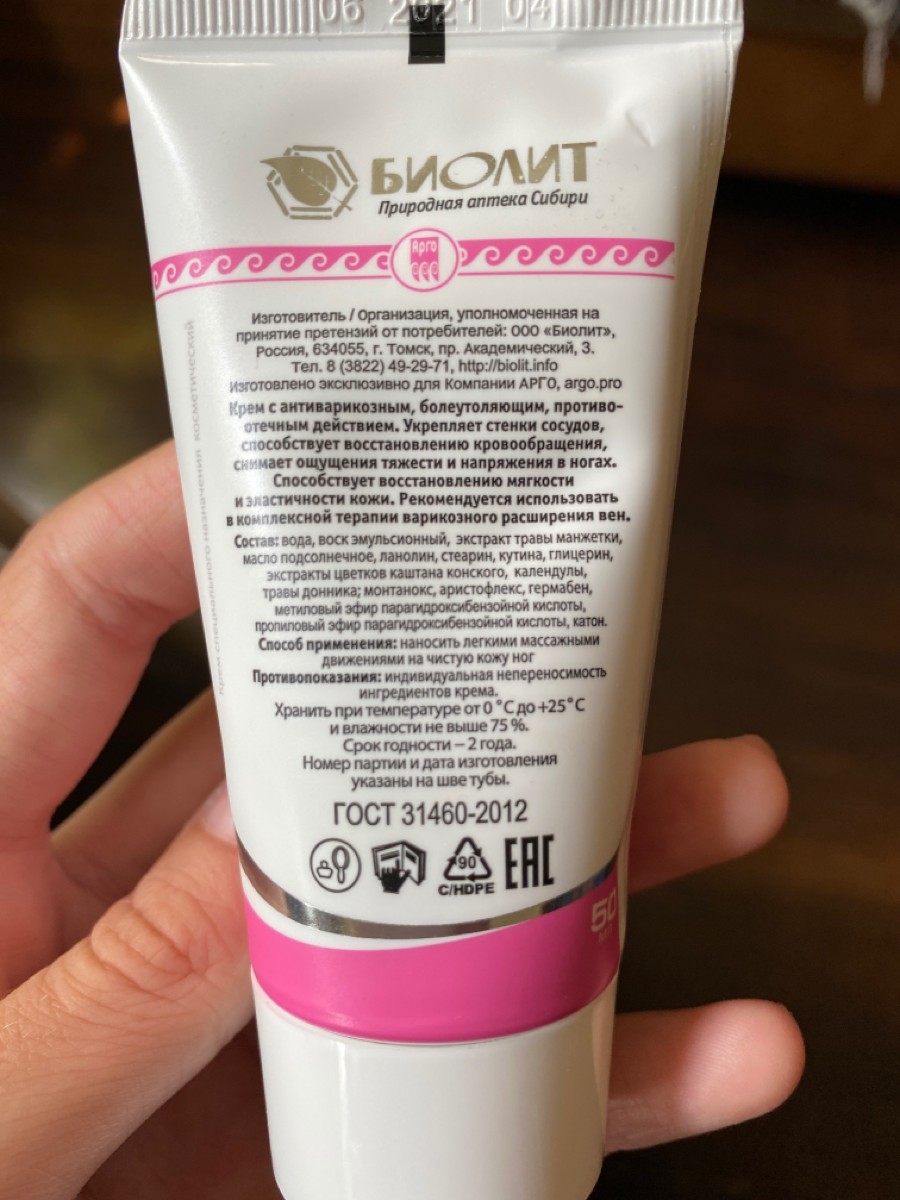 06 2021 04
БИОЛИТ
Природная аптека Сибири
Арго
Изготовитель / Организация, уполномоченная на
принятие претензий от потребителей: ООО «Биолит»,
Россия, 634055, г. Томск, пр. Академический, 3.
Тел. 8 (3822) 49-29-71, http://biolit.info
Изготовлено эксклюзивно для Компании АРГО, argo.pro
Крем с антиварикозным, болеутоляющим, противо-
отечным действием. Укрепляет стенки сосудов,
способствует восстановлению кровообращения,
снимает ощущения тяжести и напряжения в ногах.
Способствует восстановлению мягкости
и эластичности кожи. Рекомендуется использовать
в комплексной терапии варикозного расширения вен.
Состав: вода, воск эмульсионный, экстракт травы манжетки,
масло подсолнечное, ланолин, стеарин, кутина, глицерин,
экстракты цветков каштана конского, календулы,
травы донника; монтанокс, аристофлекс, гермабен,
метиловый эфир парагидроксибензойной кислоты,
пропиловый эфир парагидроксибензойной кислоты, катон.
Способ применения: наносить легкими массажными
движениями на чистую кожу ног
Противопоказания: индивидуальная непереносимость
ингредиентов крема.
Хранить при температуре от 0 °С до +25°С
и влажности не выше 75 %.
Срок годности – 2 года.
Номер партии и дата изготовления
указаны на шве тубы.
ГОСТ 31460-2012
90
C/HDPE
ЕАС
50
Крем специального назначения косметический